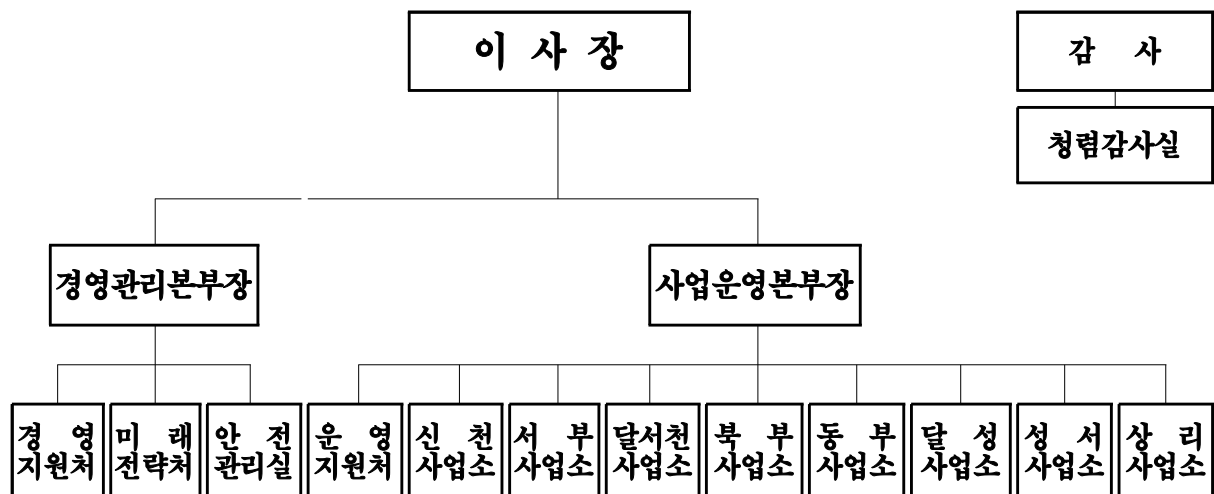 이 사 장
감 사
청렴감사실
경영관리본부장
사업운영본부장
경 영
지원처
미 래
전략처
안 전
관리실
운 영
지원처
신 천
사업소
서 부
사업소
달서천
사업소
북 부
사업소
동 부
사업소
달 성
사업소
성 서
사업소
상 리
사업소